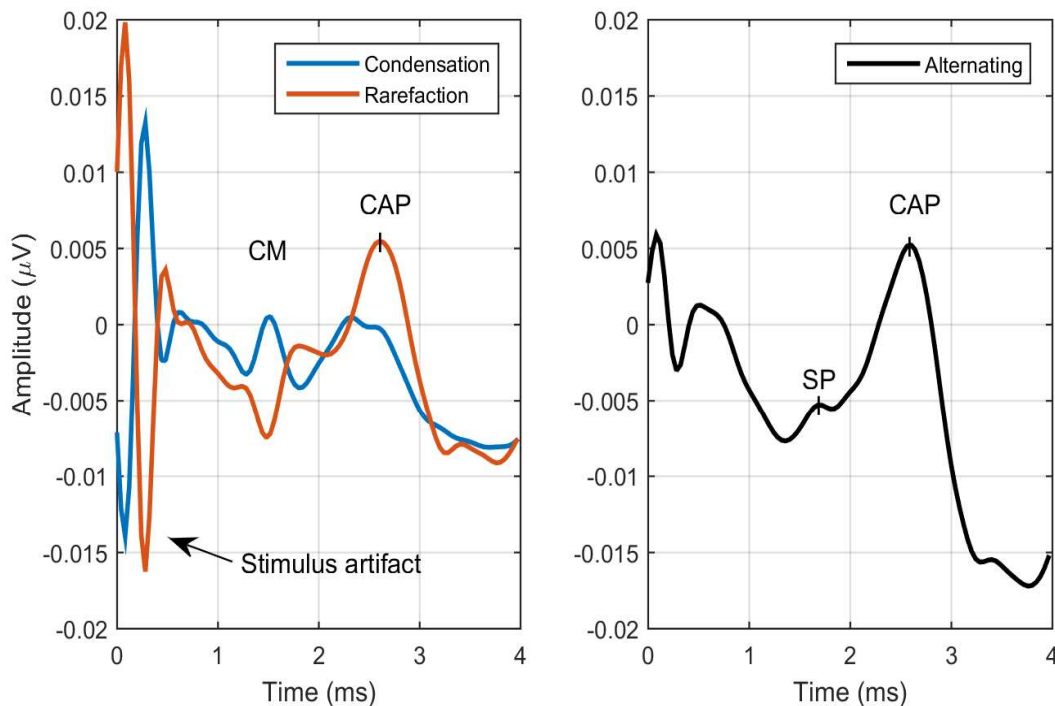 Amplitude (μV)
0.02
0.015
0.01
0.005
0
-0.005
-0.01
-0.015
-0.02
Condensation
Rarefaction
CAP
CM
Stimulus artifact
0 1 2 3 4
Time (ms)
0.02
0.015
0.01
0.005
0
-0.005
-0.01
-0.015
-0.02
Alternating
CAP
SP
0 1 2 3 4
Time (ms)